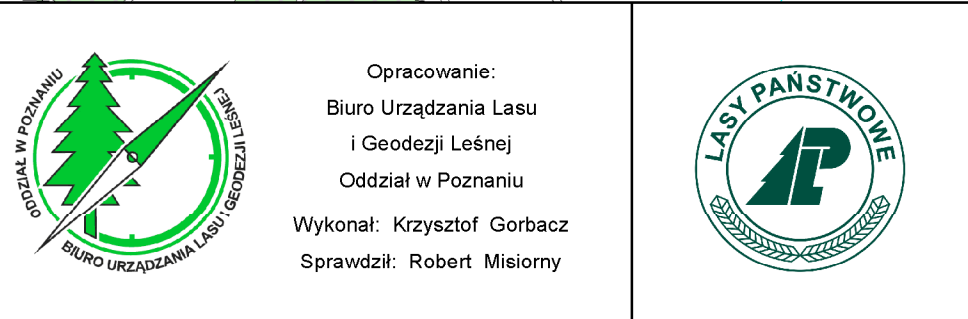 ODDZIAŁ W POZNANIU
BIURO URZĄDZANIA LASU i GEODEZJI LEŚNEJ
Opracowanie:
Biuro Urządzania Lasu
i Geodezji Leśnej
Oddział w Poznaniu
Wykonał: Krzysztof Gorbacz
Sprawdził: Robert Misiorny
LASY PAŃSTWOWE
LP